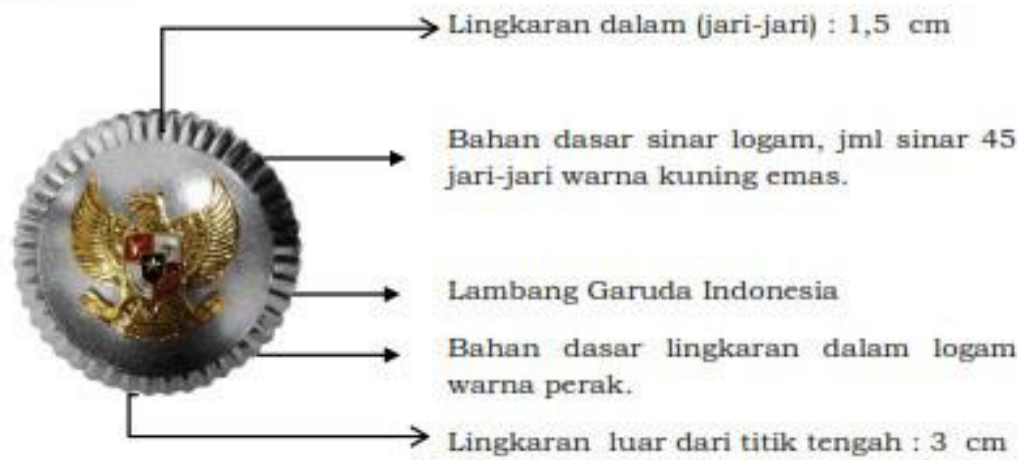 Lingkaran dalam (jari-jari) : 1,5 cm
Bahan dasar sinar logam, jml sinar 45
jari-jari warna kuning emas.
Lambang Garuda Indonesia
Bahan dasar lingkaran dalam logam
warna perak.
Lingkaran luar dari titik tengah : 3 cm